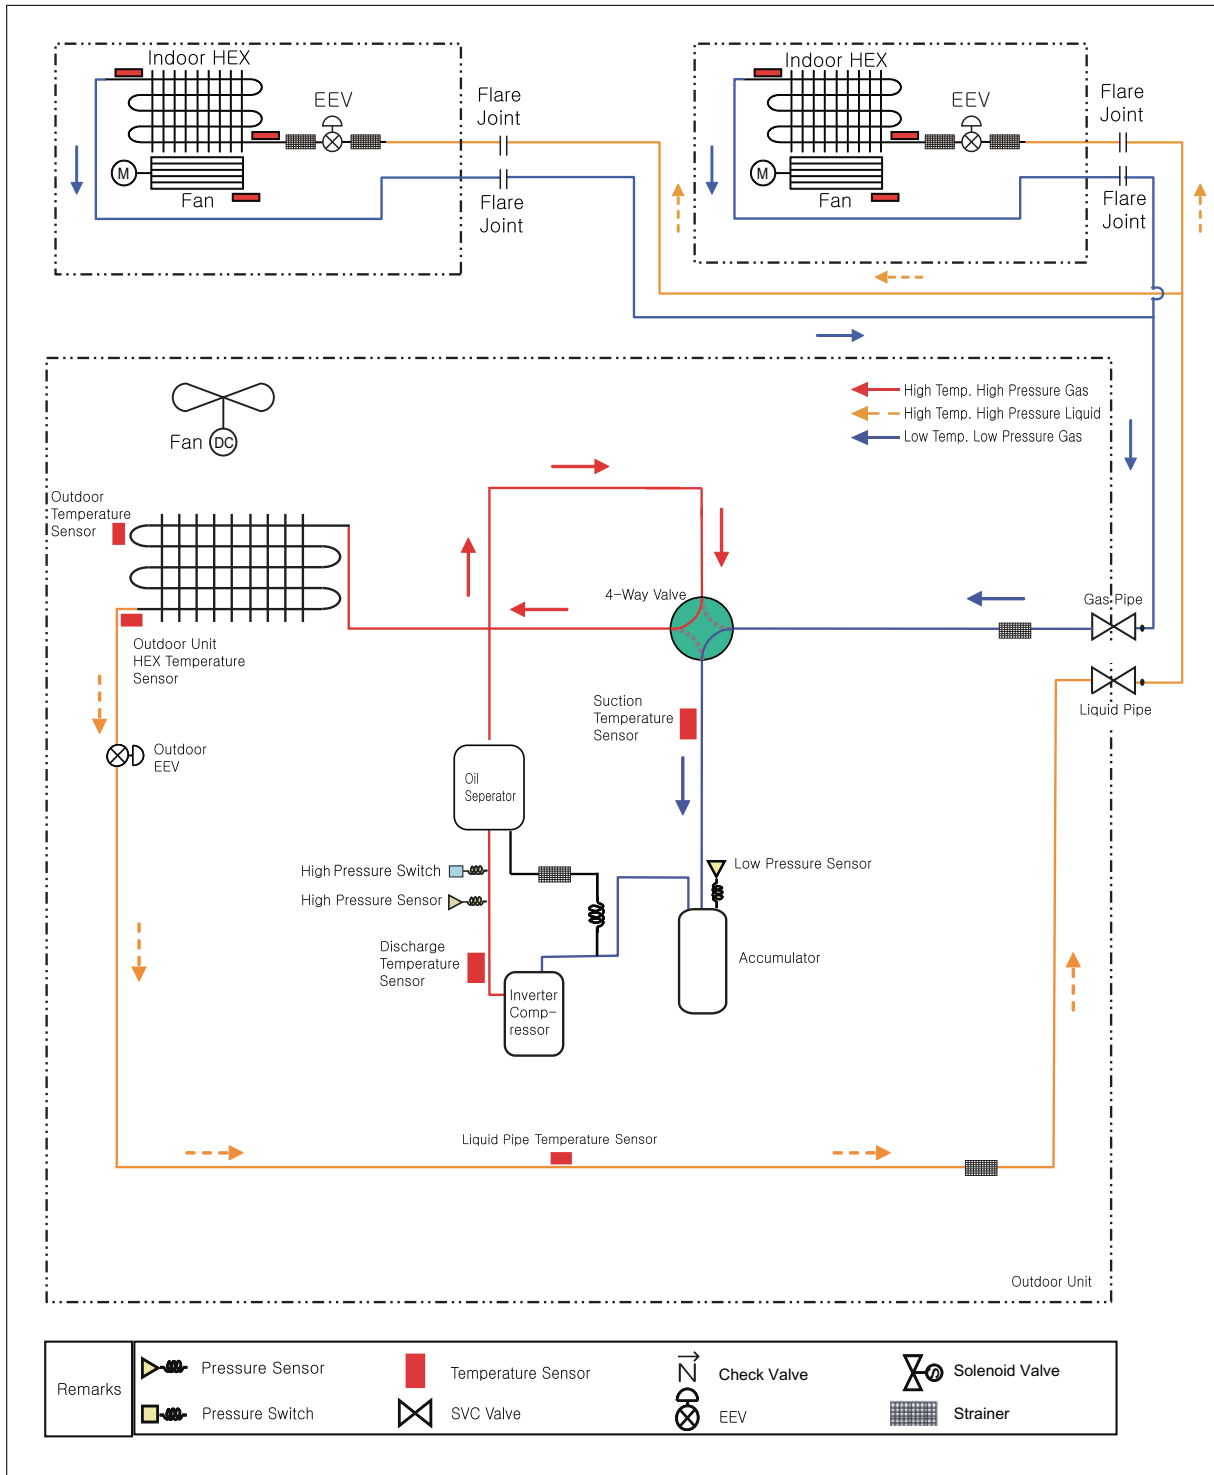 Indoor HEX
EEV
Flare
Joint
M
Fan
Flare
Joint
Indoor HEX
EEV
Flare
Joint
M
Fan
Flare
Joint
High Temp. High Pressure Gas
High Temp. High Pressure Liquid
Low Temp. Low Pressure Gas
Fan
DC
Outdoor
Temperature
Sensor
4-Way Valve
Gas Pipe
Outdoor Unit
HEX Temperature
Sensor
Suction
Temperature
Sensor
Liquid Pipe
Outdoor
EEV
Oil
Seperator
High Pressure Switch
High Pressure Sensor
Low Pressure Sensor
Discharge
Temperature
Sensor
Accumulator
Inverter
Comp-
ressor
Liquid Pipe Temperature Sensor
Outdoor Unit
Remarks
Pressure Sensor
Temperature Sensor
N
Check Valve
S
Solenoid Valve
Pressure Switch
SVC Valve
EEV
Strainer